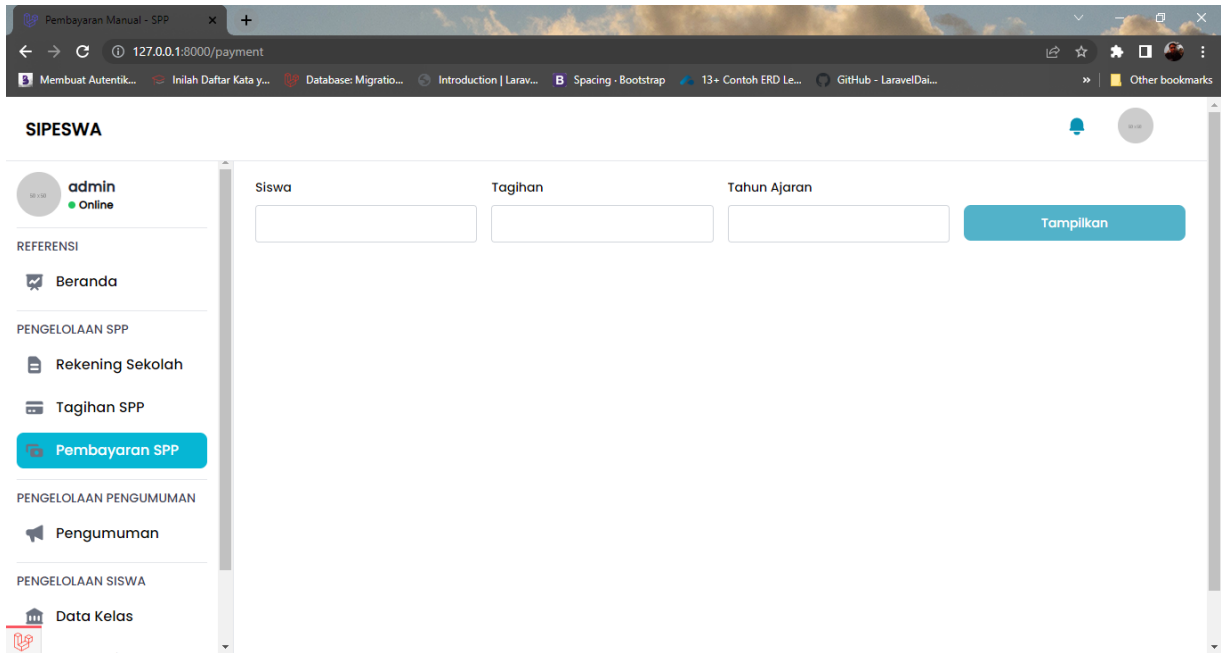 Pembayaran Manual - SPP
127.0.0.1:8000/payment
Membuat Autentik... Inilah Daftar Kata y... Database: Migratio... Introduction | Larav... Spacing · Bootstrap 13+ Contoh ERD Le... GitHub - LaravelDai... » Other bookmarks
SIPESWA
admin
Online
REFERENSI
Beranda
PENGELOLAAN SPP
Rekening Sekolah
Tagihan SPP
Pembayaran SPP
PENGELOLAAN PENGUMUMAN
Pengumuman
PENGELOLAAN SISWA
Data Kelas
Siswa Tagihan Tahun Ajaran
Tampilkan